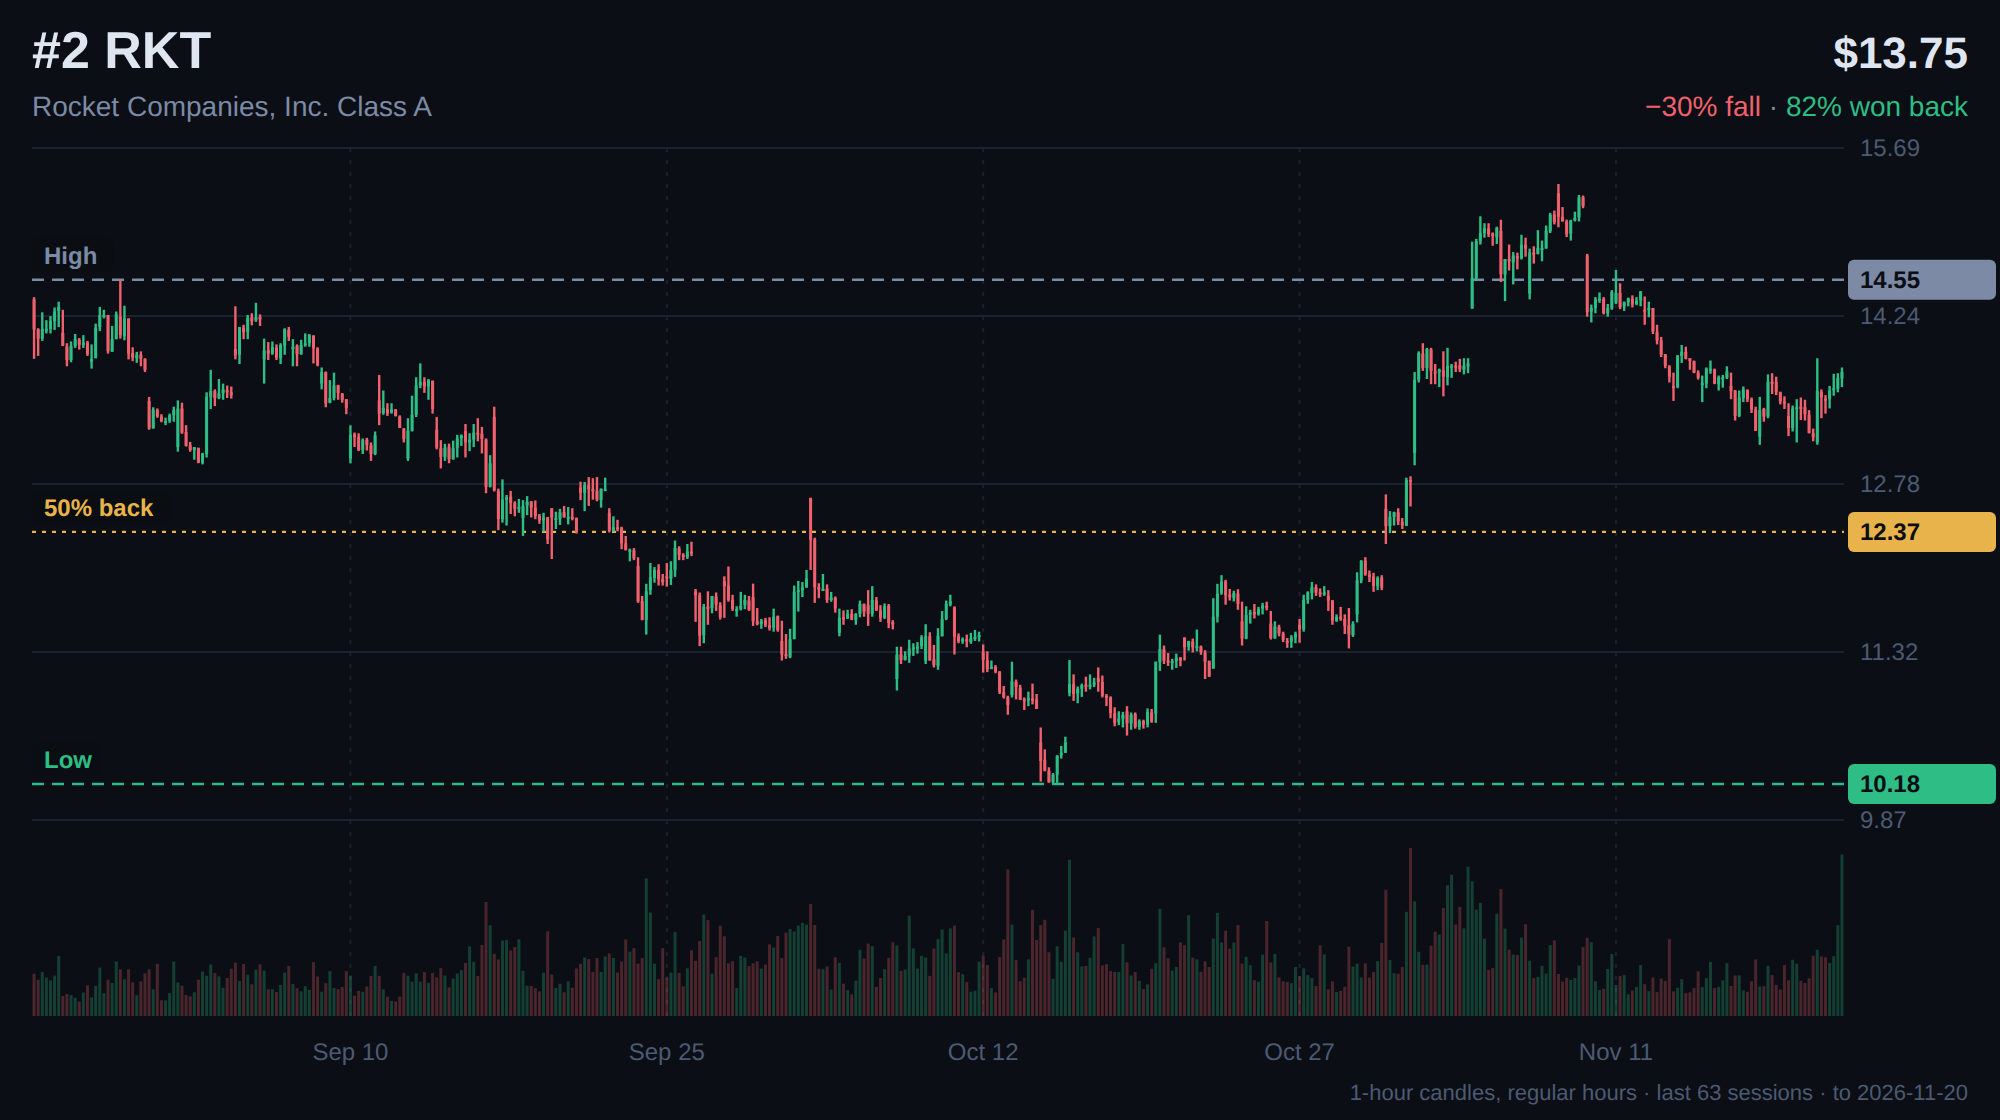 #2 RKT
$13.75
Rocket Companies, Inc. Class A
−30% fall · 82% won back
15.69
High
14.55
14.24
12.78
50% back
12.37
11.32
Low
10.18
9.87
Sep 10
Sep 25
Oct 12
Oct 27
Nov 11
1-hour candles, regular hours · last 63 sessions · to 2026-11-20